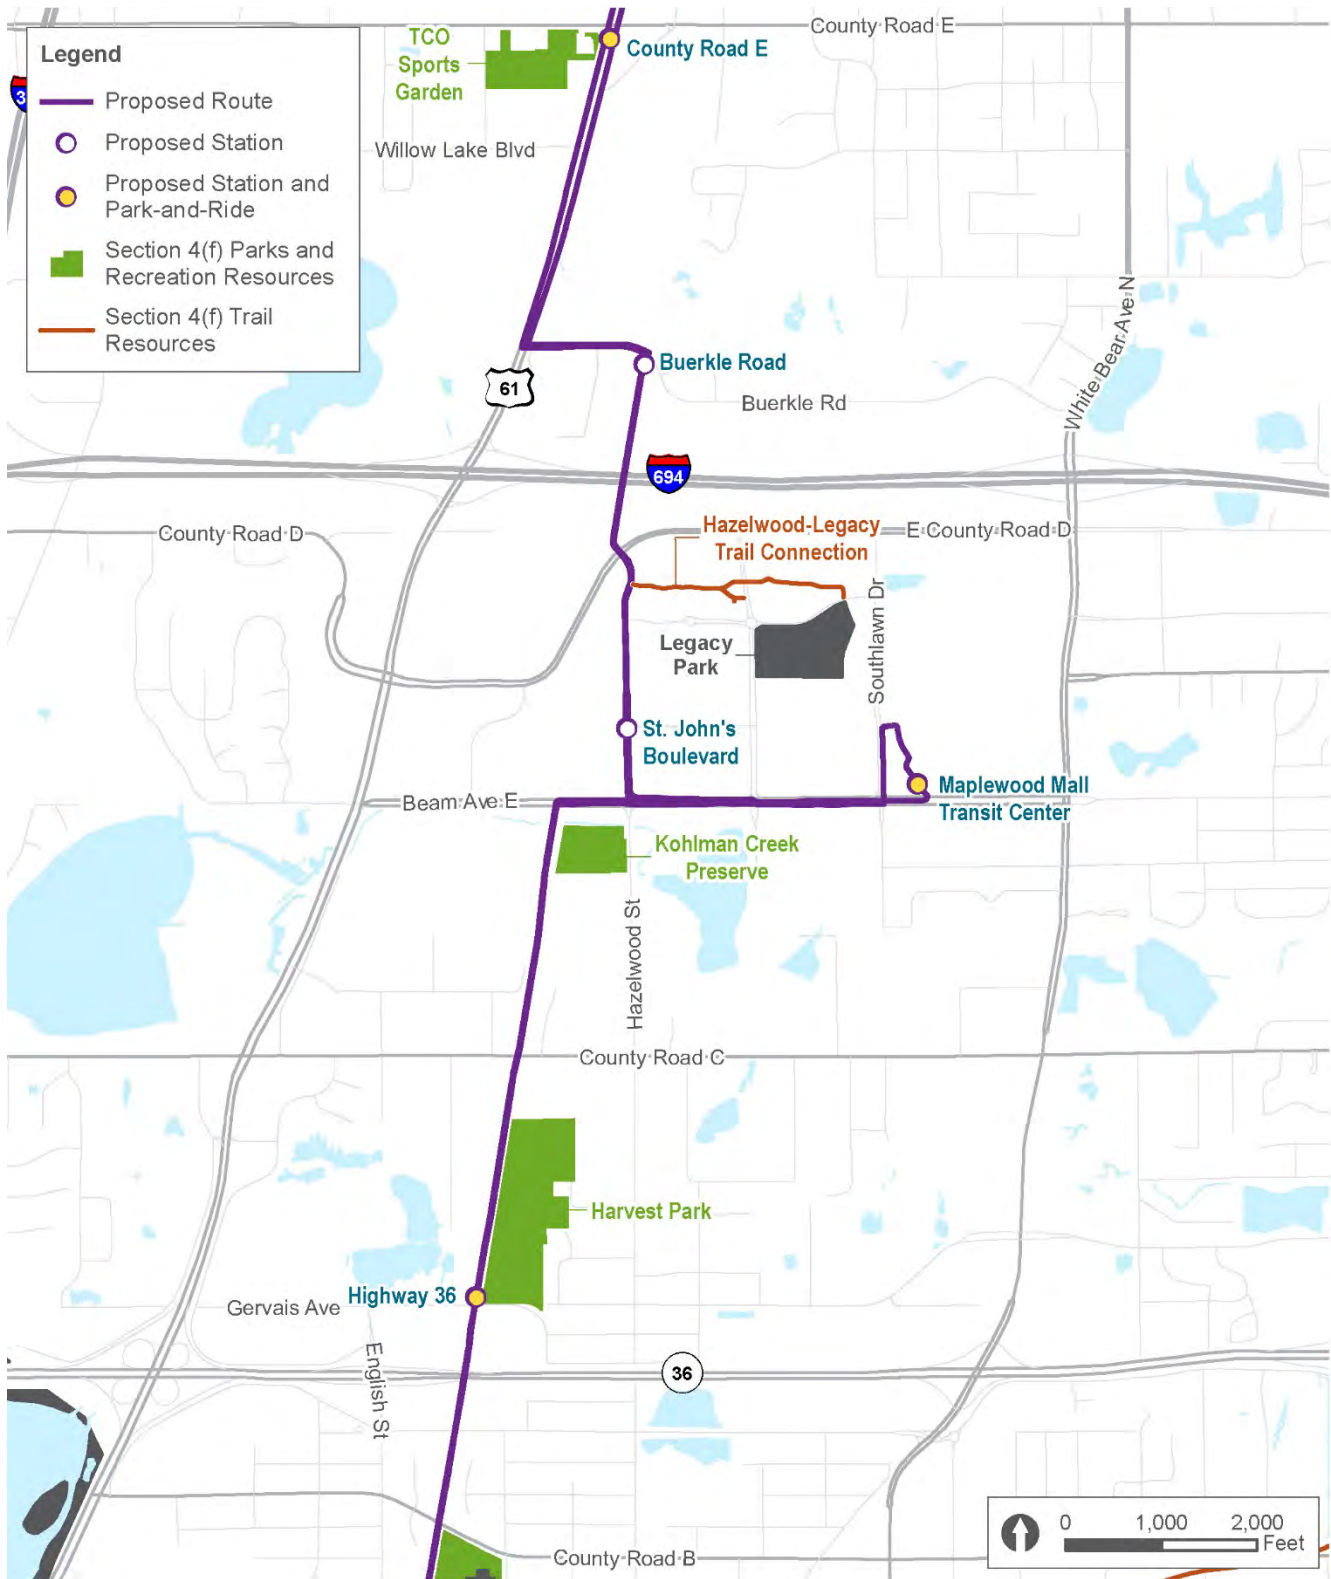 County Road E
TCO
Sports
Garden
County Road E
Legend
Proposed Route
Proposed Station
Proposed Station and
Park-and-Ride
Section 4(f) Parks and
Recreation Resources
Section 4(f) Trail
Resources
3
Willow Lake Blvd
White Bear Ave N
Buerkle Road
61
Buerkle Rd
694
County Road D
Hazelwood-Legacy
Trail Connection
E County Road D
Southlawn Dr
Legacy
Park
St. John's
Boulevard
Maplewood Mall
Transit Center
Beam Ave E
Kohlman Creek
Preserve
Hazelwood St
County Road C
Harvest Park
Highway 36
Gervais Ave
English St
36
0 1,000 2,000
Feet
County Road B